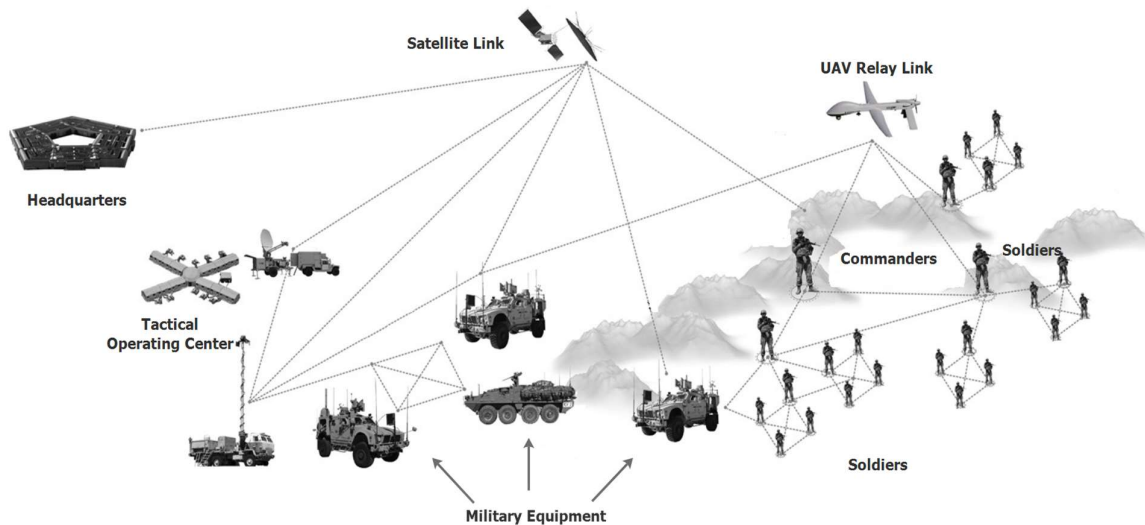 Satellite Link
UAV Relay Link
Headquarters
Commanders
Soldiers
Tactical
Operating Center
Soldiers
Military Equipment